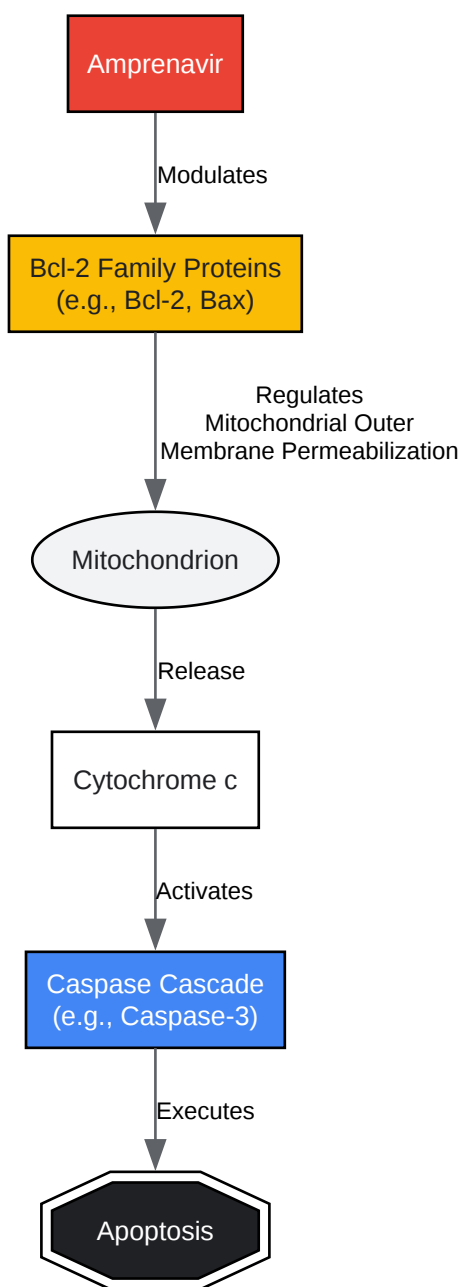 Amprenavir
Modulates
Bcl-2 Family Proteins
(e.g., Bcl-2, Bax)
Regulates
Mitochondrial Outer
Membrane Permeabilization
Mitochondrion
Release
Cytochrome c
Activates
Caspase Cascade
(e.g., Caspase-3)
Executes
Apoptosis